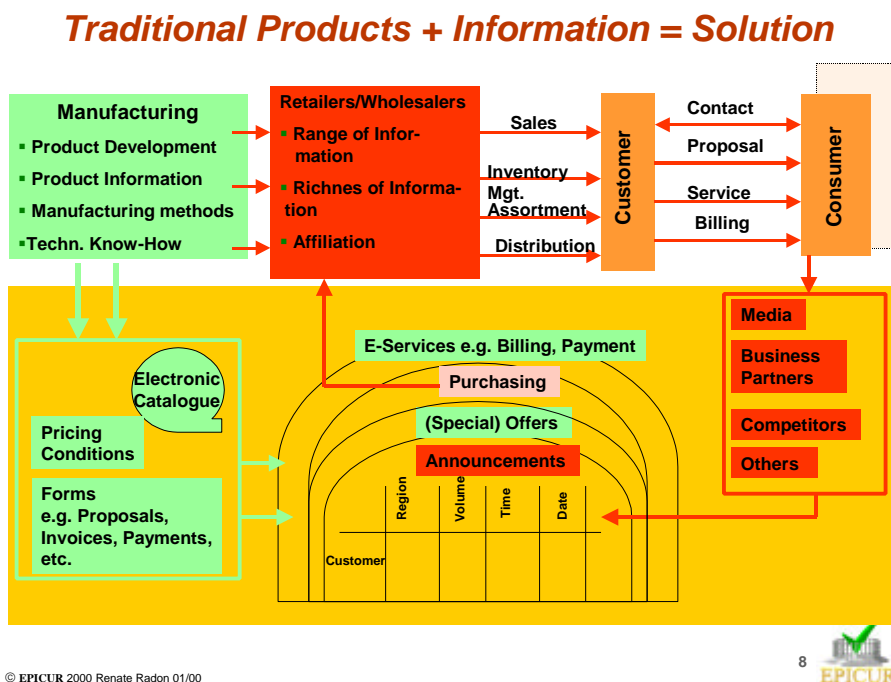 Traditional Products + Information = Solution
Manufacturing
▪ Product Development
▪ Product Information
▪ Manufacturing methods
▪Techn. Know-How
Retailers/Wholesalers
▪ Range of Infor-
mation
▪ Richnes of Informa-
tion
▪ Affiliation
Sales
Inventory
Mgt.
Assortment
Distribution
Customer
Contact
Proposal
Service
Billing
Consumer
Electronic
Catalogue
Pricing
Conditions
Forms
e.g. Proposals,
Invoices, Payments,
etc.
E-Services e.g. Billing, Payment
Purchasing
(Special) Offers
Announcements
Region
Volume
Time
Date
Customer
Media
Business
Partners
Competitors
Others
8
EPICUR
© EPICUR 2000 Renate Radon 01/00